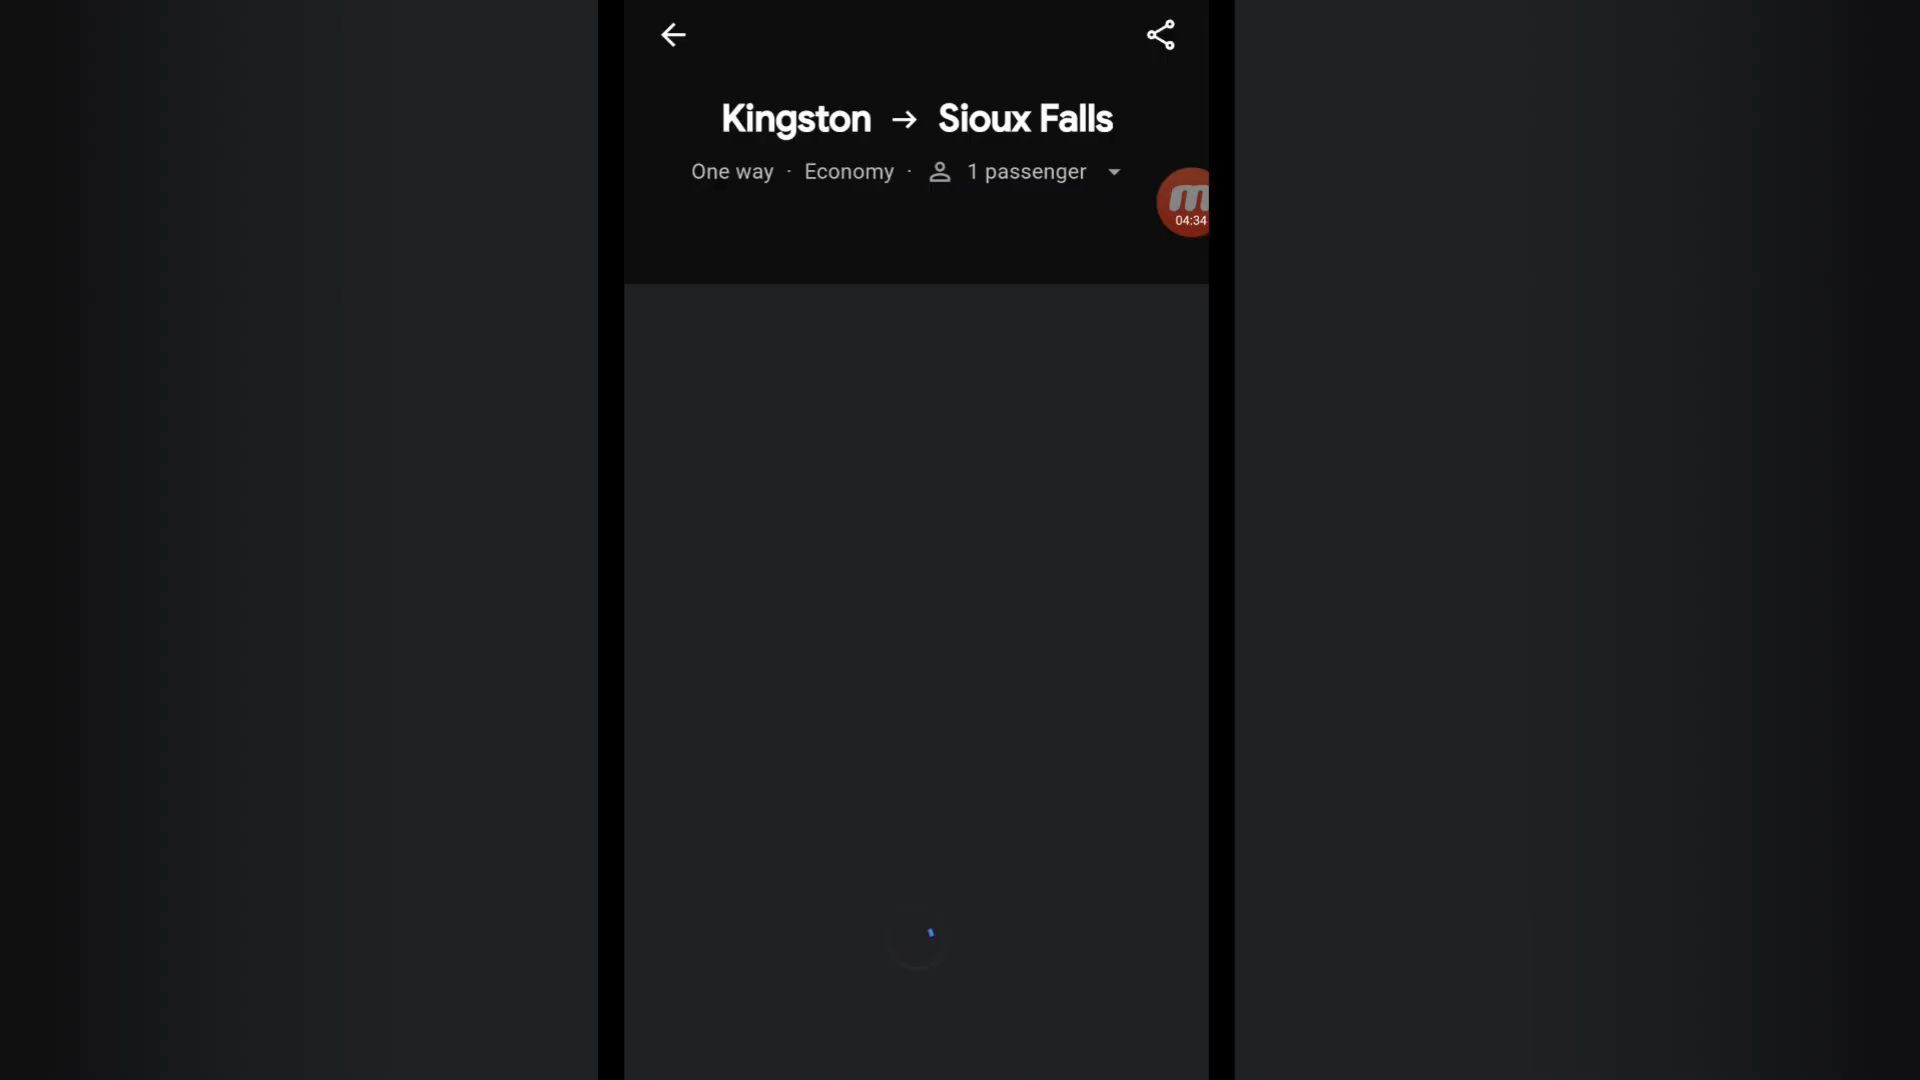 Kingston → Sioux Falls
One way · Economy · 1 passenger
m
04:34